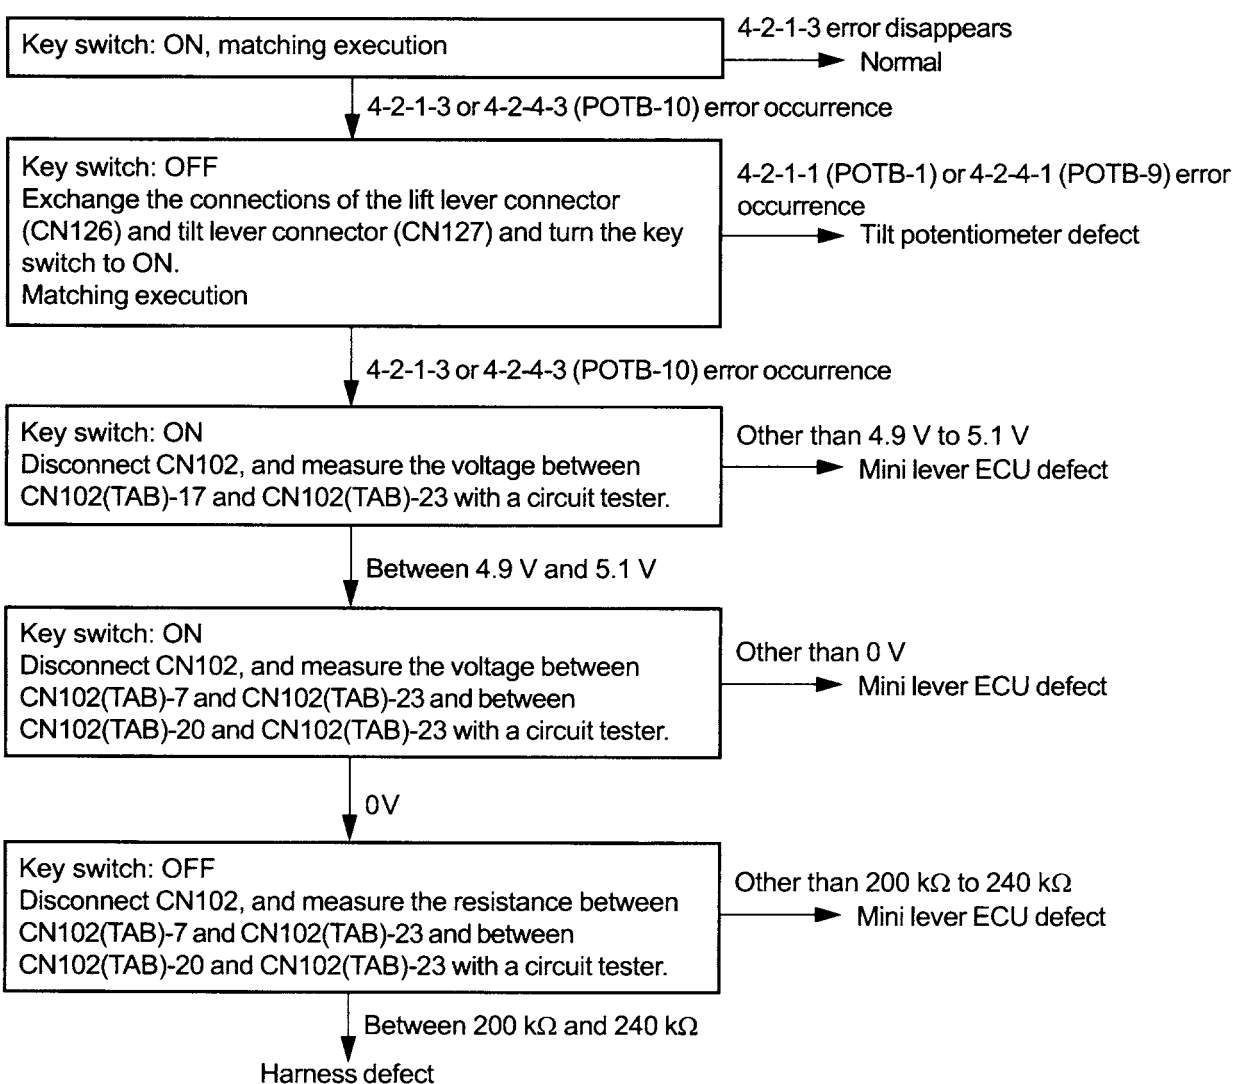 Key switch: ON, matching execution
4-2-1-3 error disappears
Normal
4-2-1-3 or 4-2-4-3 (POTB-10) error occurrence
Key switch: OFF
Exchange the connections of the lift lever connector
(CN126) and tilt lever connector (CN127) and turn the key
switch to ON.
Matching execution
4-2-1-1 (POTB-1) or 4-2-4-1 (POTB-9) error
occurrence
Tilt potentiometer defect
4-2-1-3 or 4-2-4-3 (POTB-10) error occurrence
Key switch: ON
Disconnect CN102, and measure the voltage between
CN102(TAB)-17 and CN102(TAB)-23 with a circuit tester.
Other than 4.9 V to 5.1 V
Mini lever ECU defect
Between 4.9 V and 5.1 V
Key switch: ON
Disconnect CN102, and measure the voltage between
CN102(TAB)-7 and CN102(TAB)-23 and between
CN102(TAB)-20 and CN102(TAB)-23 with a circuit tester.
Other than 0 V
Mini lever ECU defect
0V
Key switch: OFF
Disconnect CN102, and measure the resistance between
CN102(TAB)-7 and CN102(TAB)-23 and between
CN102(TAB)-20 and CN102(TAB)-23 with a circuit tester.
Other than 200 kΩ to 240 kΩ
Mini lever ECU defect
Between 200 kΩ and 240 kΩ
Harness defect